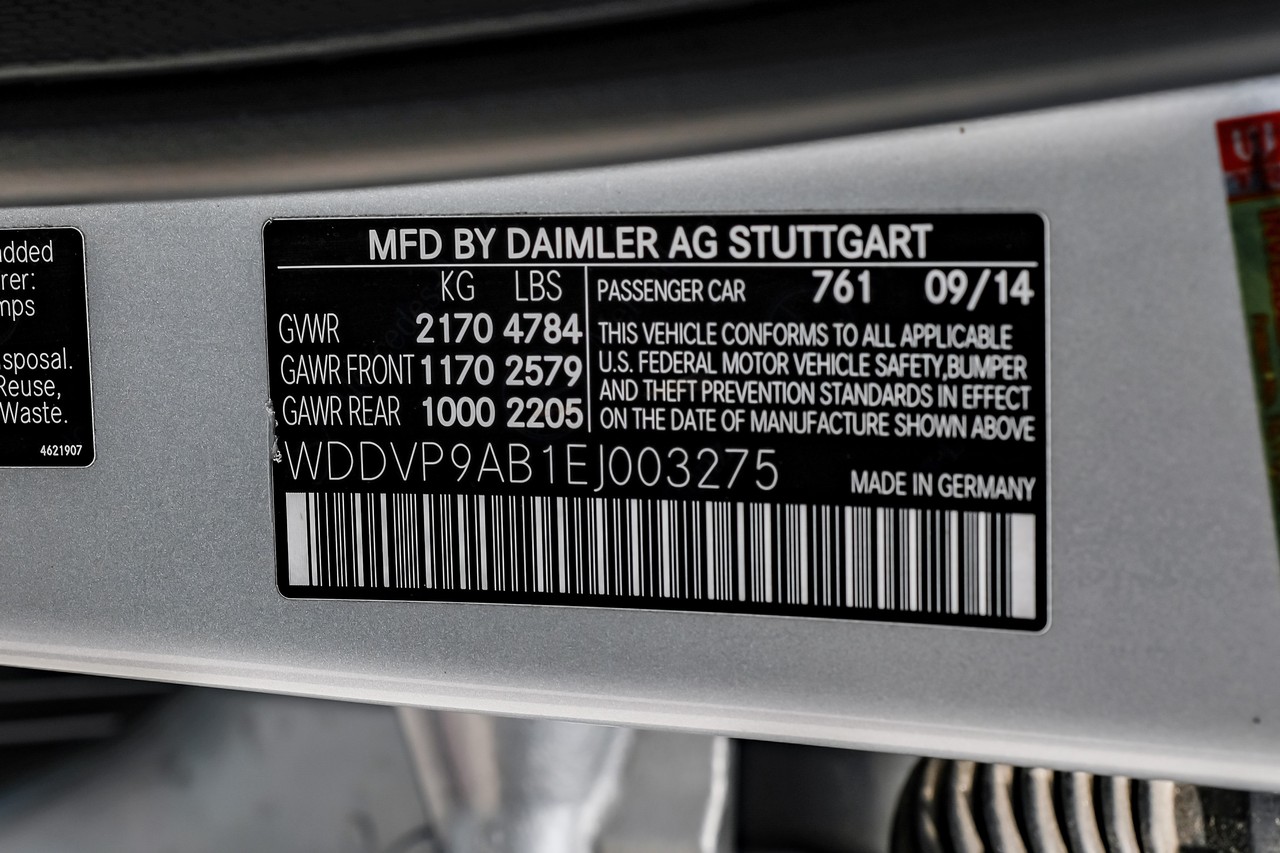 added
rer:
mps
sposal.
Reuse,
Waste.
4621907
MFD BY DAIMLER AG STUTTGART
KG LBS
GVWR 2170 4784
GAWR FRONT 1170 2579
GAWR REAR 1000 2205
PASSENGER CAR 761 09/14
THIS VEHICLE CONFORMS TO ALL APPLICABLE
U.S. FEDERAL MOTOR VEHICLE SAFETY,BUMPER
AND THEFT PREVENTION STANDARDS IN EFFECT
ON THE DATE OF MANUFACTURE SHOWN ABOVE
WDDVP9AB1EJ003275
MADE IN GERMANY